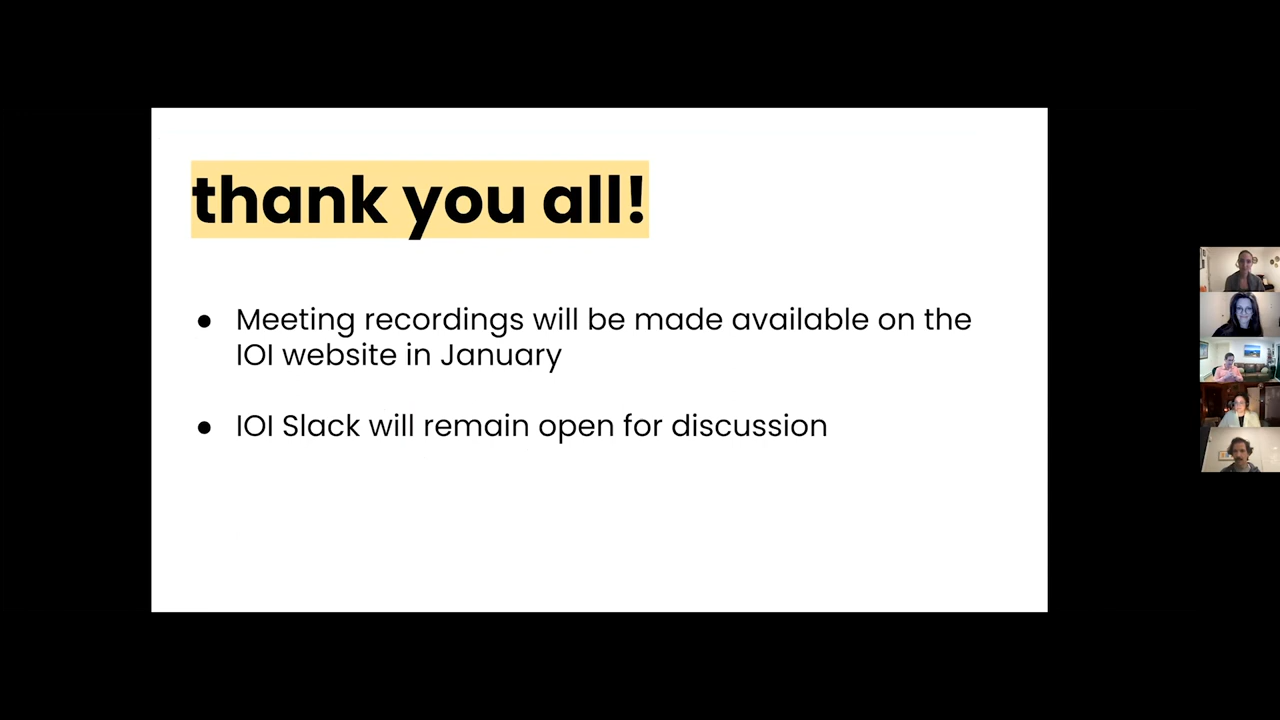 thank you all!
● Meeting recordings will be made available on the
IOI website in January
● IOI Slack will remain open for discussion